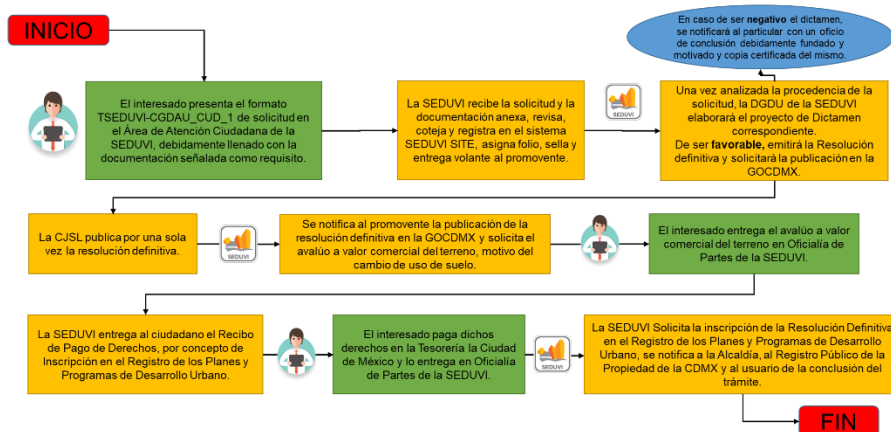 INICIO
En caso de ser negativo el dictamen,
se notificará al particular con un oficio
de conclusión debidamente fundado y
motivado y copia certificada del mismo.
El interesado presenta el formato
TSEDUVI-CGDAU_CUD_1
de solicitud en
el Área de Atención Ciudadana de la
SEDUVI, debidamente llenado con la
documentación señalada como requisito.
La SEDUVI recibe la solicitud y la
documentación anexa, revisa,
coteja y registra en el sistema
SEDUVI SITE, asigna folio, sella y
entrega volante al promovente.
SEDUVI
Una vez analizada la procedencia de la
solicitud, la DGDU de la SEDUVI
elaborará el proyecto de Dictamen
correspondiente.
De ser favorable, emitirá la Resolución
definitiva y solicitará la publicación en la
GOCDMX.
La CJSL publica por una sola
vez la resolución definitiva.
SEDUVI
Se notifica al promovente la publicación de la
resolución definitiva en la GOCDMX y solicita el
avalúo a valor comercial del terreno, motivo del
cambio de uso de suelo.
El interesado entrega el avalúo a valor
comercial del terreno en Oficialía de
Partes de la SEDUVI.
La SEDUVI entrega al ciudadano el Recibo
de Pago de Derechos, por concepto de
Inscripción en el Registro de los Planes y
Programas de Desarrollo Urbano.
El interesado paga dichos
derechos en la Tesorería la Ciudad
de México y lo entrega en Oficialía
de Partes de la SEDUVI.
SEDUVI
La SEDUVI Solicita la inscripción de la Resolución Definitiva
en el Registro de los Planes y Programas de Desarrollo
Urbano, se notifica a la Alcaldía, al Registro Público de la
Propiedad de la CDMX y al usuario de la conclusión del
trámite.
FIN